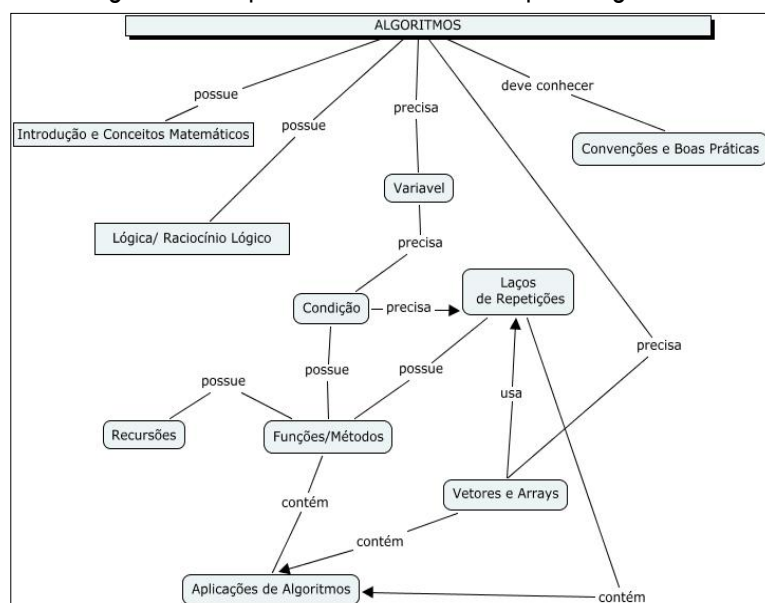 ALGORITMOS
possue
possue
precisa
deve conhecer
Introdução e Conceitos Matemáticos
Convenções e Boas Práticas
Variavel
Lógica/ Raciocínio Lógico
precisa
Laços
de Repetições
Condição
precisa
precisa
possue
possue
possue
usa
Recursões
Funções/Métodos
Vetores e Arrays
contém
contém
Aplicações de Algoritmos
contém